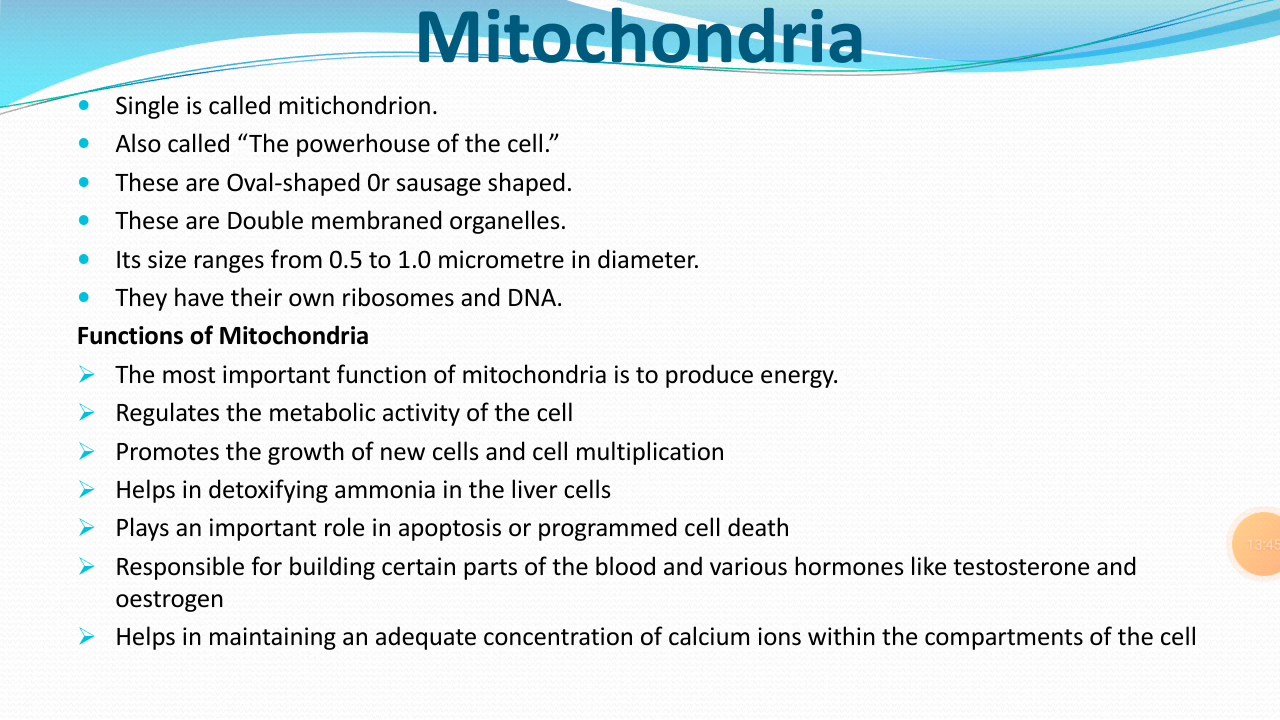 Mitochondria
Single is called mitichondrion.
Also called “The powerhouse of the cell.”
These are Oval-shaped 0r sausage shaped.
These are Double membraned organelles.
Its size ranges from 0.5 to 1.0 micrometre in diameter.
They have their own ribosomes and DNA.
Functions of Mitochondria
The most important function of mitochondria is to produce energy.
Regulates the metabolic activity of the cell
Promotes the growth of new cells and cell multiplication
Helps in detoxifying ammonia in the liver cells
Plays an important role in apoptosis or programmed cell death
13:45
Responsible for building certain parts of the blood and various hormones like testosterone and
oestrogen
Helps in maintaining an adequate concentration of calcium ions within the compartments of the cell